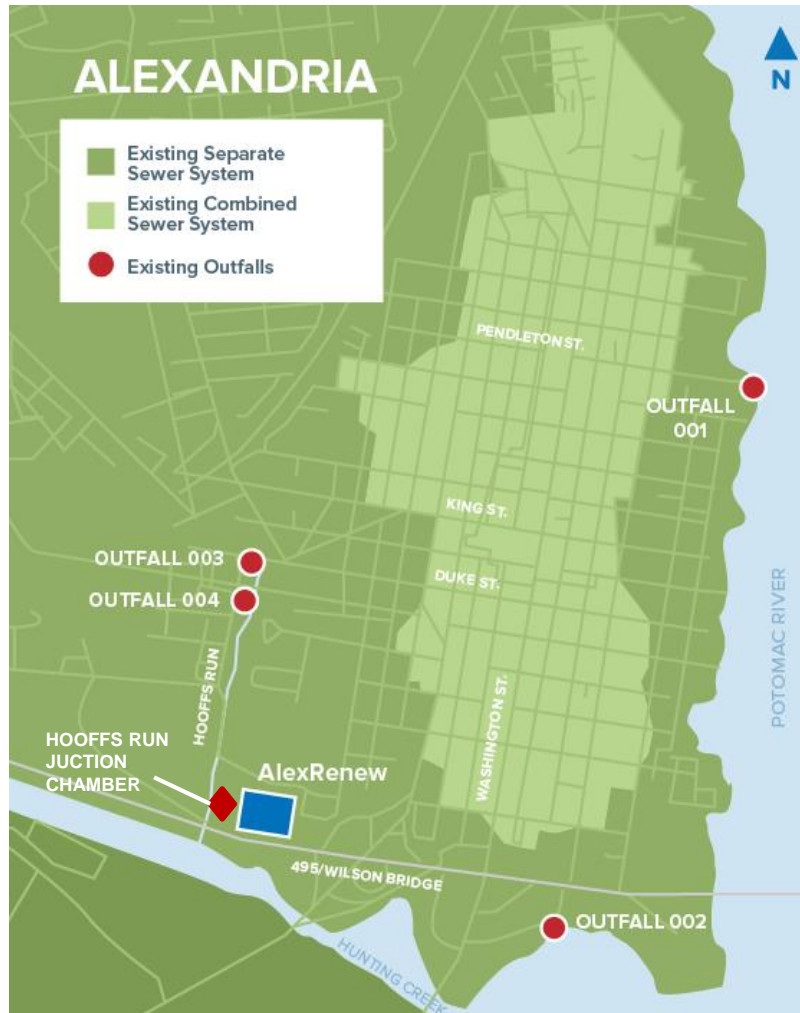 ALEXANDRIA
N
Existing Separate
Sewer System
Existing Combined
Sewer System
Existing Outfalls
PENDLETON ST.
OUTFALL
001
KING ST.
OUTFALL 003
DUKE ST.
OUTFALL 004
POTOMAC RIVER
HOOFFS RUN
WASHINGTON ST.
HOOFFS RUN
JUCTION
CHAMBER
AlexRenew
495/WILSON BRIDGE
OUTFALL 002
HUNTING CREEK